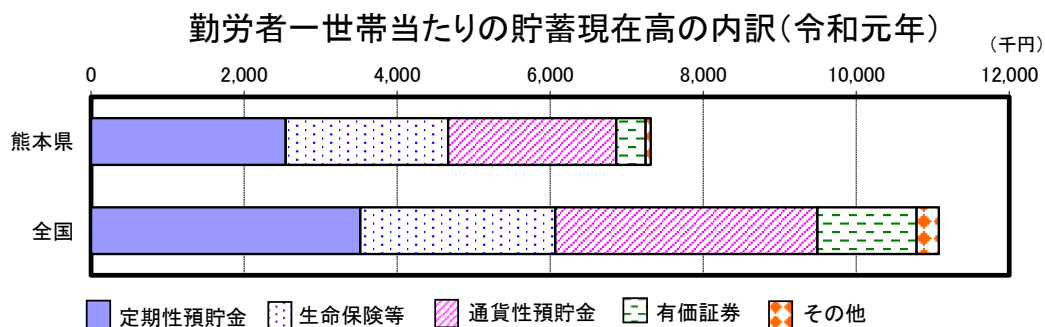 勤労者一世帯当たりの貯蓄現在高の内訳(令和元年)
(千円)
0 2,000 4,000 6,000 8,000 10,000 12,000
熊本県
全国
定期性預貯金 生命保険等 通貨性預貯金 有価証券 その他